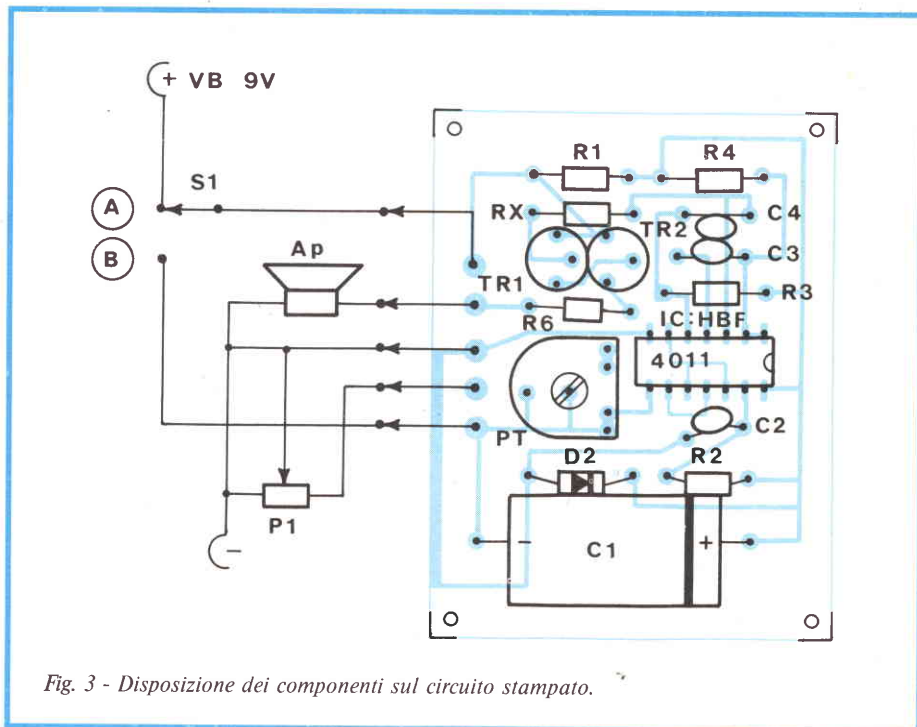 + VB 9V
S1
A
B
Ap
P1
-
R1
R4
RX
TR2
C4
C3
TR1
R3
R6
IC:HBF
4011
PT
C2
D2
R2
- C1 +
Fig. 3 - Disposizione dei componenti sul circuito stampato.